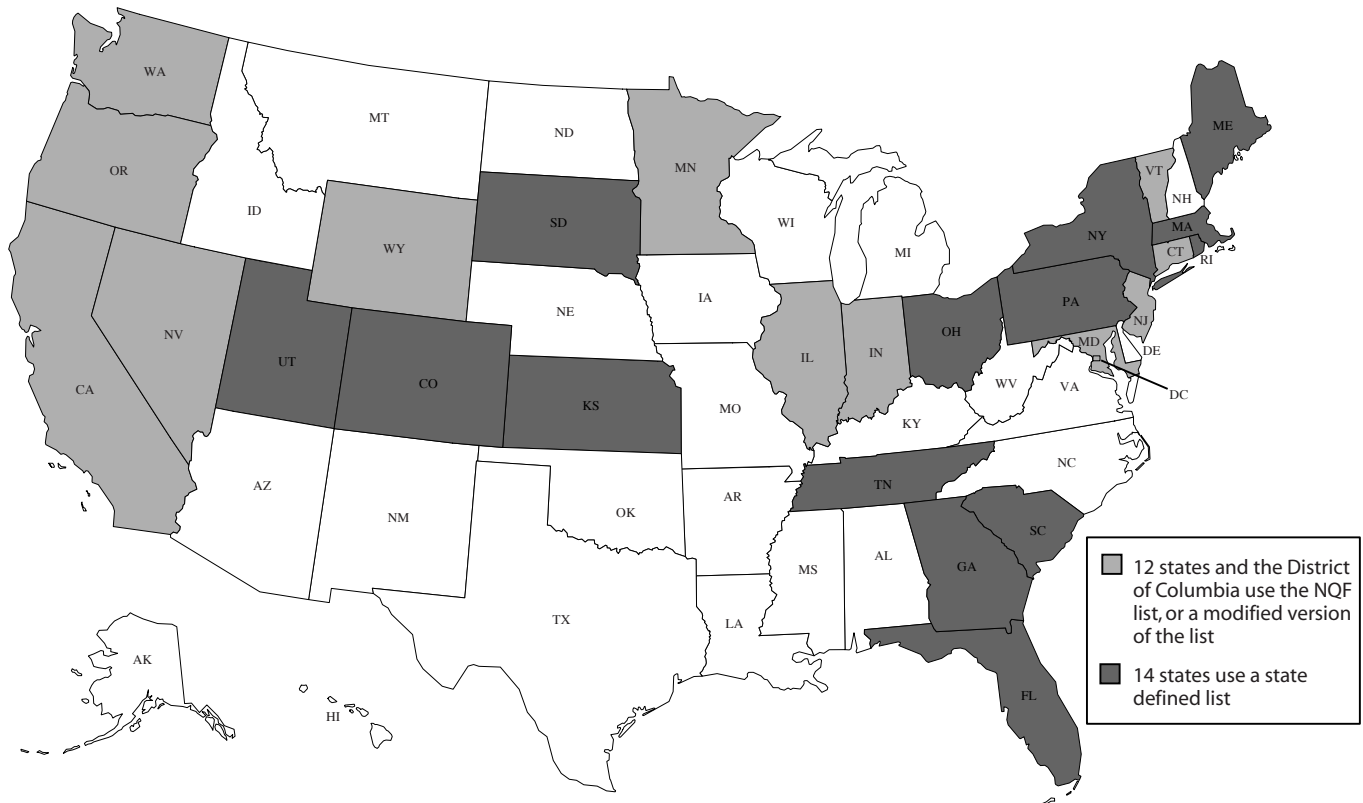 WA
ME
MT
ND
VT
OR
MN
NH
ID
SD
WI
MA
NY
WY
MI
CT
RI
PA
IA
NE
NJ
OH
NV
IL
IN
MD
DE
UT
CO
WV
VA
CA
DC
KS
MO
KY
NC
AZ
TN
NM
AR
OK
SC
12 states and the District
of Columbia use the NQF
list, or a modified version
of the list
AL
MS
GA
TX
LA
AK
14 states use a state
defined list
FL
HI